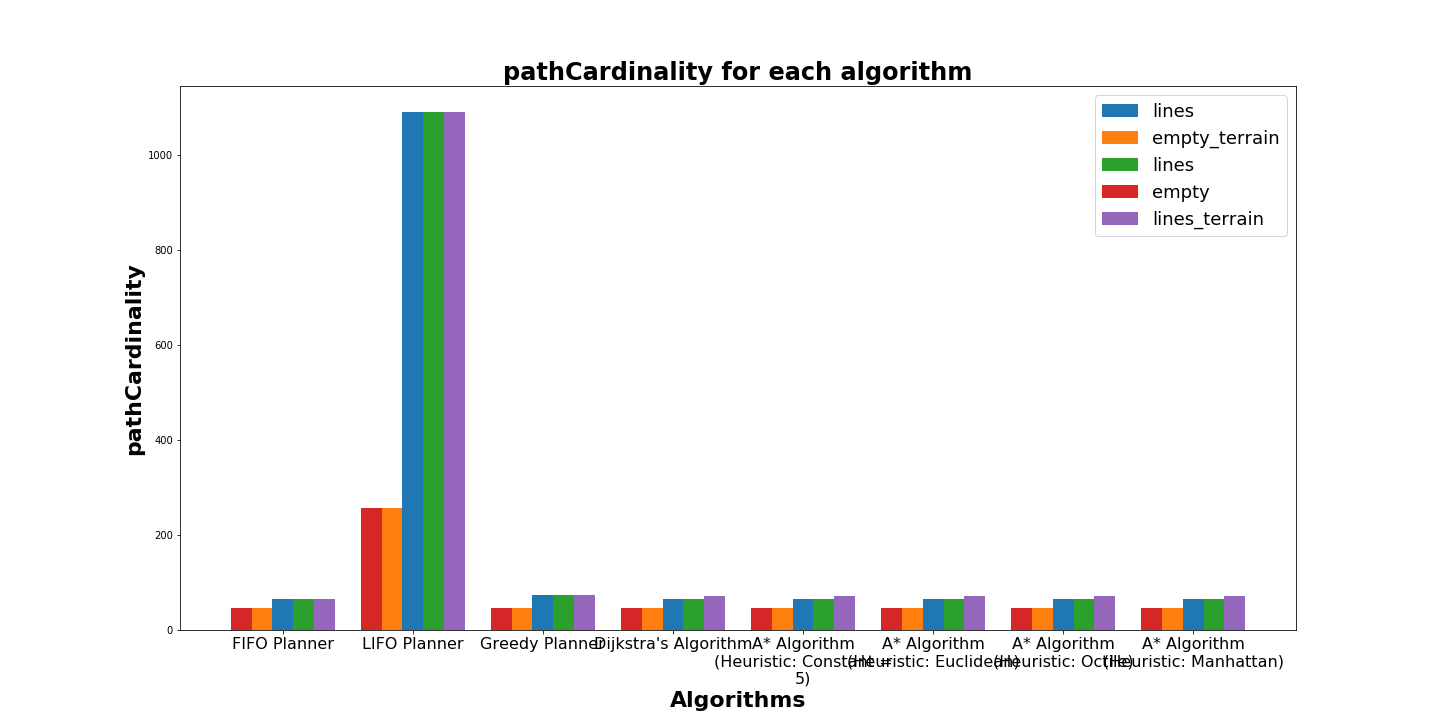 pathCardinality for each algorithm
lines
empty_terrain
lines
empty
lines_terrain
pathCardinality
1000
800
600
400
200
0
FIFO Planner
LIFO Planner
Greedy Planner
Dijkstra's Algorithm
A* Algorithm
(Heuristic: Constant =
5)
A* Algorithm
(Heuristic: Euclidean)
A* Algorithm
(Heuristic: Octile)
A* Algorithm
(Heuristic: Manhattan)
Algorithms